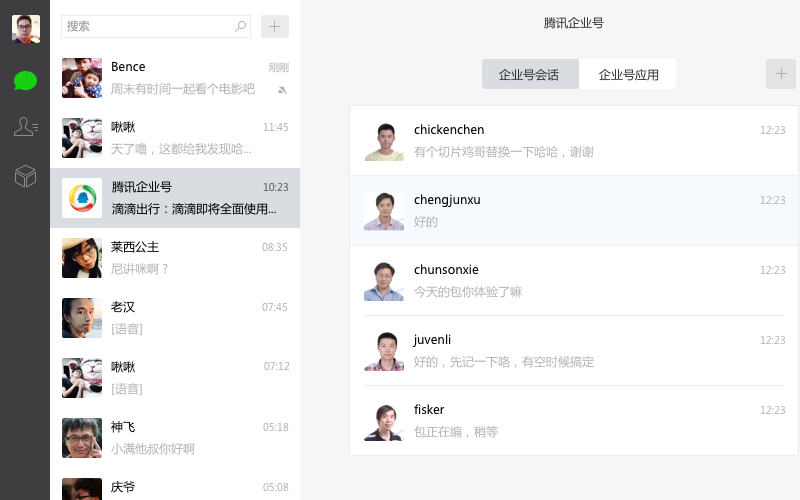 搜索
Bence
刚刚
周末有时间一起看个电影吧
啾啾
11:45
天了噜，这都给我发现哈...
腾讯企业号
10:23
滴滴出行：滴滴即将全面使用...
莱西公主
08:35
尼讲咪啊？
老汉
07:45
[语音]
啾啾
07:12
[语音]
神飞
05:18
小满他叔你好啊
庆爷
05:08
腾讯企业号
企业号会话
企业号应用
chickenchen
12:23
有个切片鸡哥替换一下哈哈，谢谢
chengjunxu
12:23
好的
chunsonxie
12:23
今天的包你体验了嘛
juvenli
12:23
好的，先记一下咯，有空时候搞定
fisker
12:23
包正在编，稍等